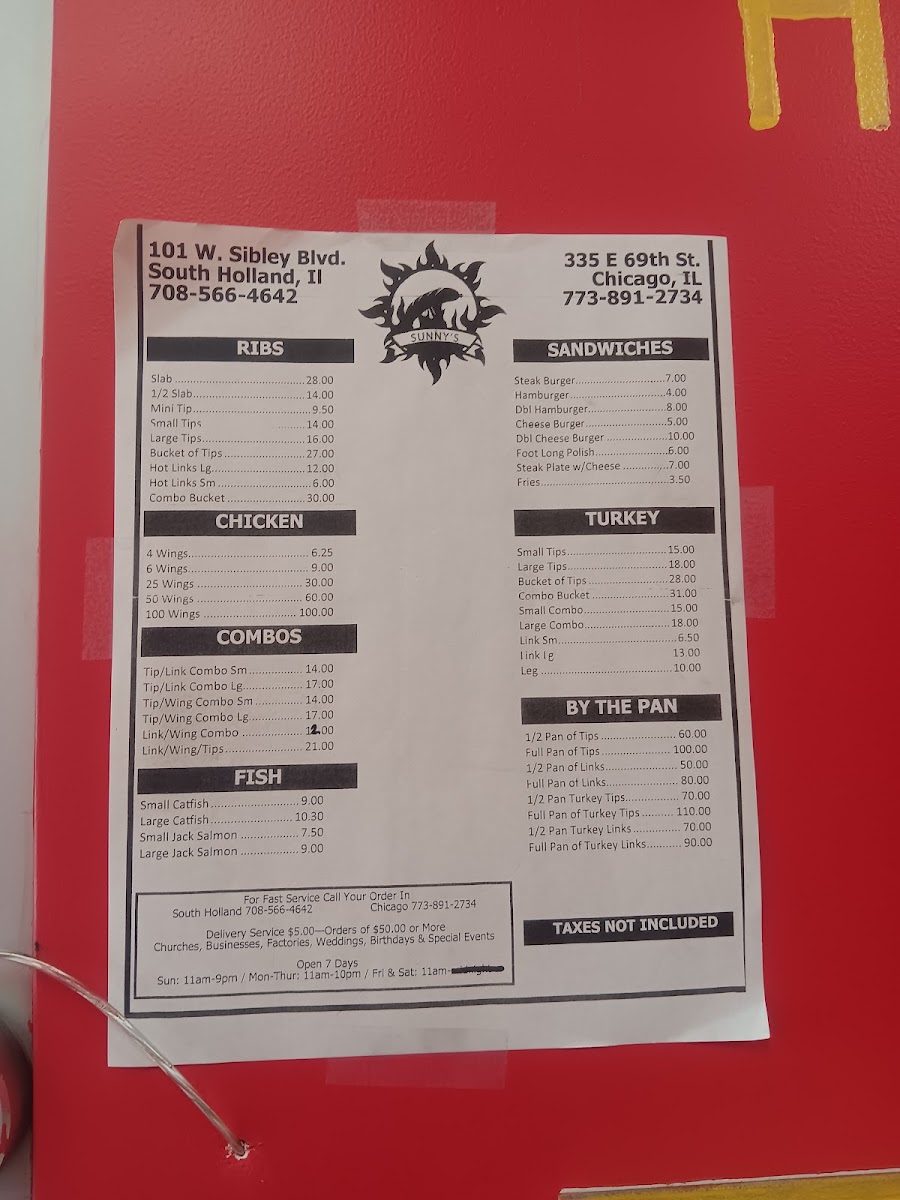 H
101 W. Sibley Blvd.
South Holland, Il
708-566-4642
SUNNY'S
335 E 69th St.
Chicago, IL
773-891-2734
RIBS
Slab ..................................28.00
1/2 Slab..............................14.00
Mini Tip...............................9.50
Small Tips .......14.00
Large Tips...........................16.00
Bucket of Tips.....................27.00
Hot Links Lg........................12.00
Hot Links Sm ........................6.00
Combo Bucket ...................30.00
CHICKEN
4 Wings............................... 6.25
6 Wings............................... 9.00
25 Wings ........................... 30.00
50 Wings ........................... 60.00
100 Wings ........................ 100.00
COMBOS
Tip/Link Combo Sm.............. 14.00
Tip/Link Combo Lg............... 17.00
Tip/Wing Combo Sm ............ 14.00
Tip/Wing Combo Lg............. 17.00
Link/Wing Combo ............... 12.00
Link/Wing/Tips.................... 21.00
FISH
Small Catfish...................... 9.00
Large Catfish..................... 10.30
Small Jack Salmon ............... 7.50
Large Jack Salmon ............... 9.00
SANDWICHES
Steak Burger.......................7.00
Hamburger.........................4.00
Dbl Hamburger....................8.00
Cheese Burger.....................5.00
Dbl Cheese Burger ...............10.00
Foot Long Polish..................6.00
Steak Plate w/Cheese ...........7.00
Fries.................................3.50
TURKEY
Small Tips..........................15.00
Large Tips..........................18.00
Bucket of Tips ....................28.00
Combo Bucket ....................31.00
Small Combo......................15.00
Large Combo......................18.00
Link Sm..............................6.50
Link lg 13.00
Leg ..................................10.00
BY THE PAN
1/2 Pan of Tips ................... 60.00
Full Pan of Tips .................. 100.00
1/2 Pan of Links.................. 50.00
Full Pan of Links.................. 80.00
1/2 Pan Turkey Tips.............. 70.00
Full Pan of Turkey Tips ......... 110.00
1/2 Pan Turkey Links............ 70.00
Full Pan of Turkey Links.......... 90.00
For Fast Service Call Your Order In
South Holland 708-566-4642 Chicago 773-891-2734
Delivery Service $5.00—Orders of $50.00 or More
Churches, Businesses, Factories, Weddings, Birthdays & Special Events
Open 7 Days
Sun: 11am-9pm / Mon-Thur: 11am-10pm / Fri & Sat: 11am-
TAXES NOT INCLUDED